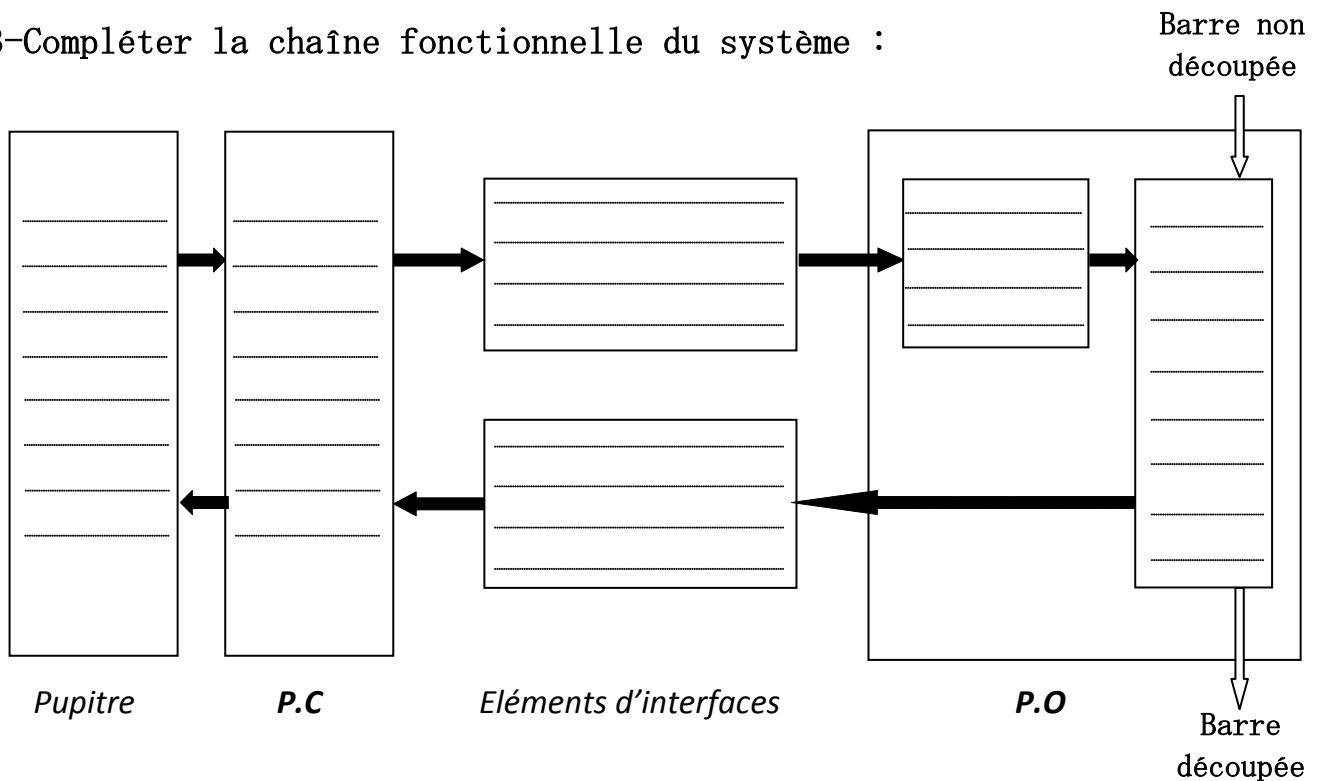 3-Compléter la chaîne fonctionnelle du système :
Barre non
découpée
Pupitre
P.C
Eléments d’interfaces
P.O
Barre
découpée